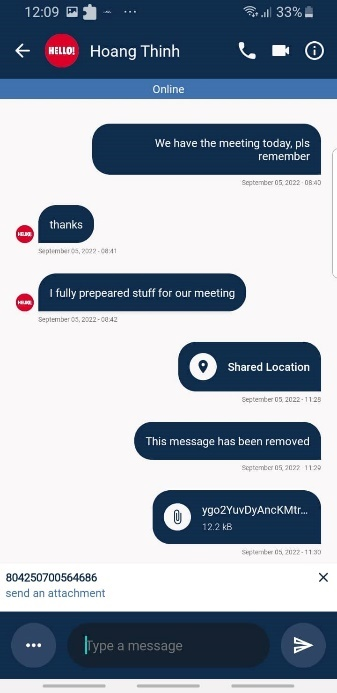 12:09
33%
HELLO!
Hoang Thinh
Online
We have the meeting today, pls
remember
September 05, 2022 - 08:40
thanks
HELLO!
September 05, 2022 - 08:41
I fully prepeared stuff for our meeting
HELLO!
September 05, 2022 - 08:42
Shared Location
September 05, 2022 - 11:28
This message has been removed
September 05, 2022 - 11:29
ygo2YuvDyAncKMtr...
12.2 kB
September 05, 2022 - 11:30
804250700564686
send an attachment
Type a message